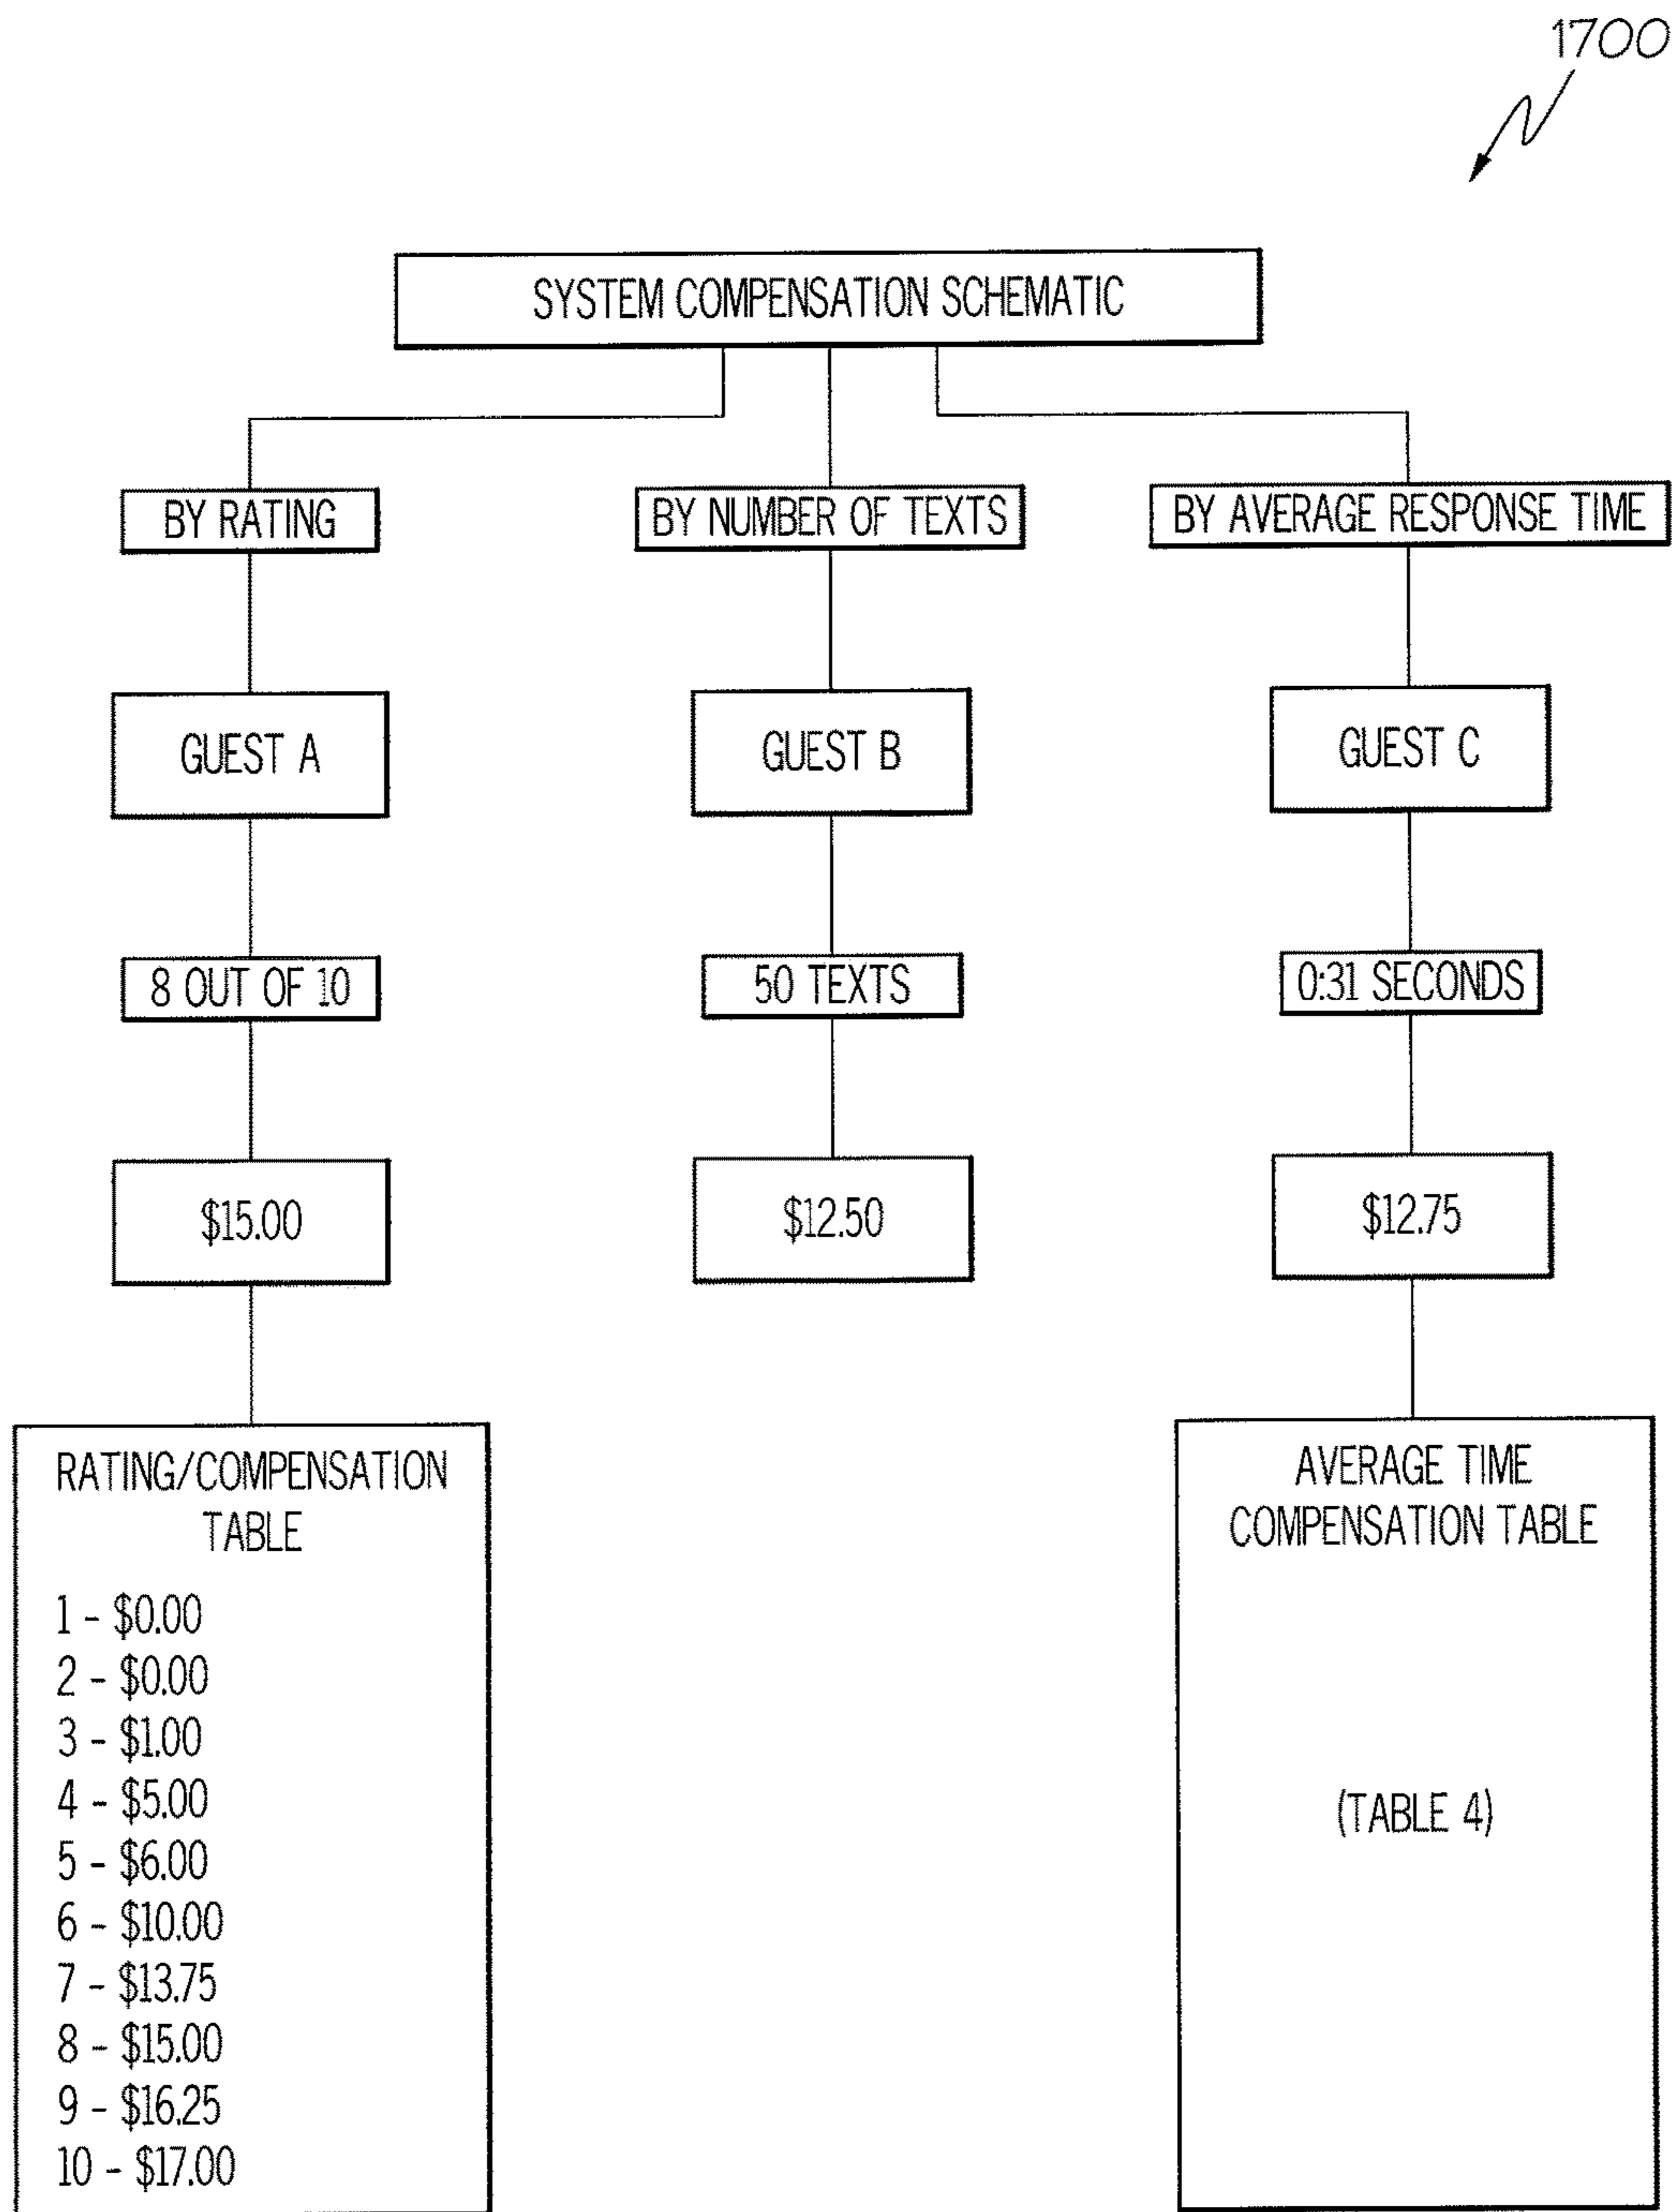 1700
SYSTEM COMPENSATION SCHEMATIC
BY RATING
BY NUMBER OF TEXTS
BY AVERAGE RESPONSE TIME
GUEST A
GUEST B
GUEST C
8 OUT OF 10
50 TEXTS
0:31 SECONDS
$15.00
$12.50
$12.75
RATING/COMPENSATION
TABLE
1 - $0.00
2 - $0.00
3 - $1.00
4 - $5.00
5 - $6.00
6 - $10.00
7 - $13.75
8 - $15.00
9 - $16.25
10 - $17.00
AVERAGE TIME
COMPENSATION TABLE
(TABLE 4)